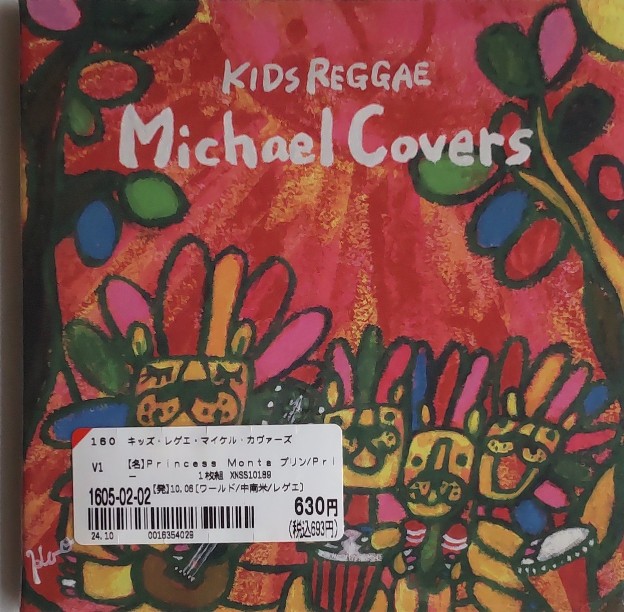 KIDS REGGAE
Michael Covers
160 キッズ・レゲエ・マイケル・カヴァーズ
V1 【名】Princess Monta プリン/Pri
— 1枚組 XNSS10189
1605-02-02 【発】10.06[ワールド/中南米/レゲエ]
630円
(税込693円)
24.10 0016354029